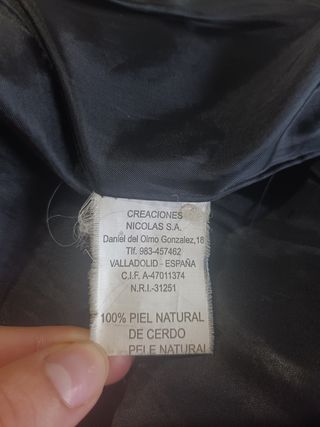 CREACIONES
NICOLAS S.A.
Daniel del Olmo Gonzalez, 16
Tlf. 983-457462
VALLADOLID - ESPAÑA
C.I.F. A-47011374
N.R.I.-31251
100% PIEL NATURAL
DE CERDO
PELE NATURAL